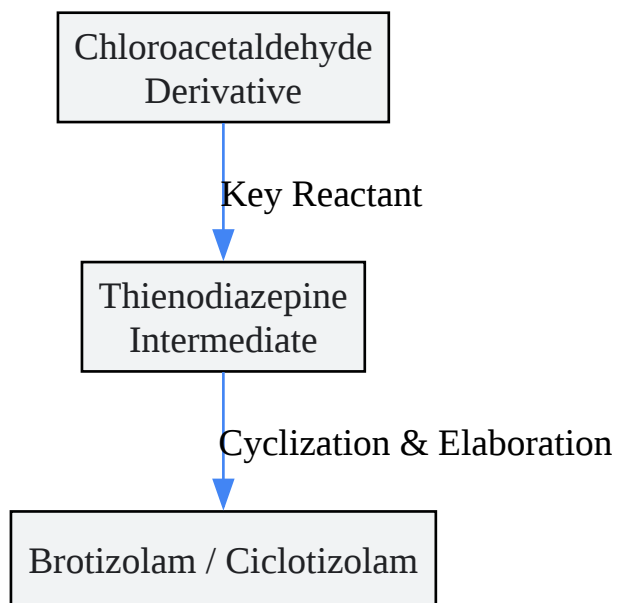 Chloroacetaldehyde
Derivative
Key Reactant
Thienodiazepine
Intermediate
Cyclization & Elaboration
Brotizolam / Ciclotizolam